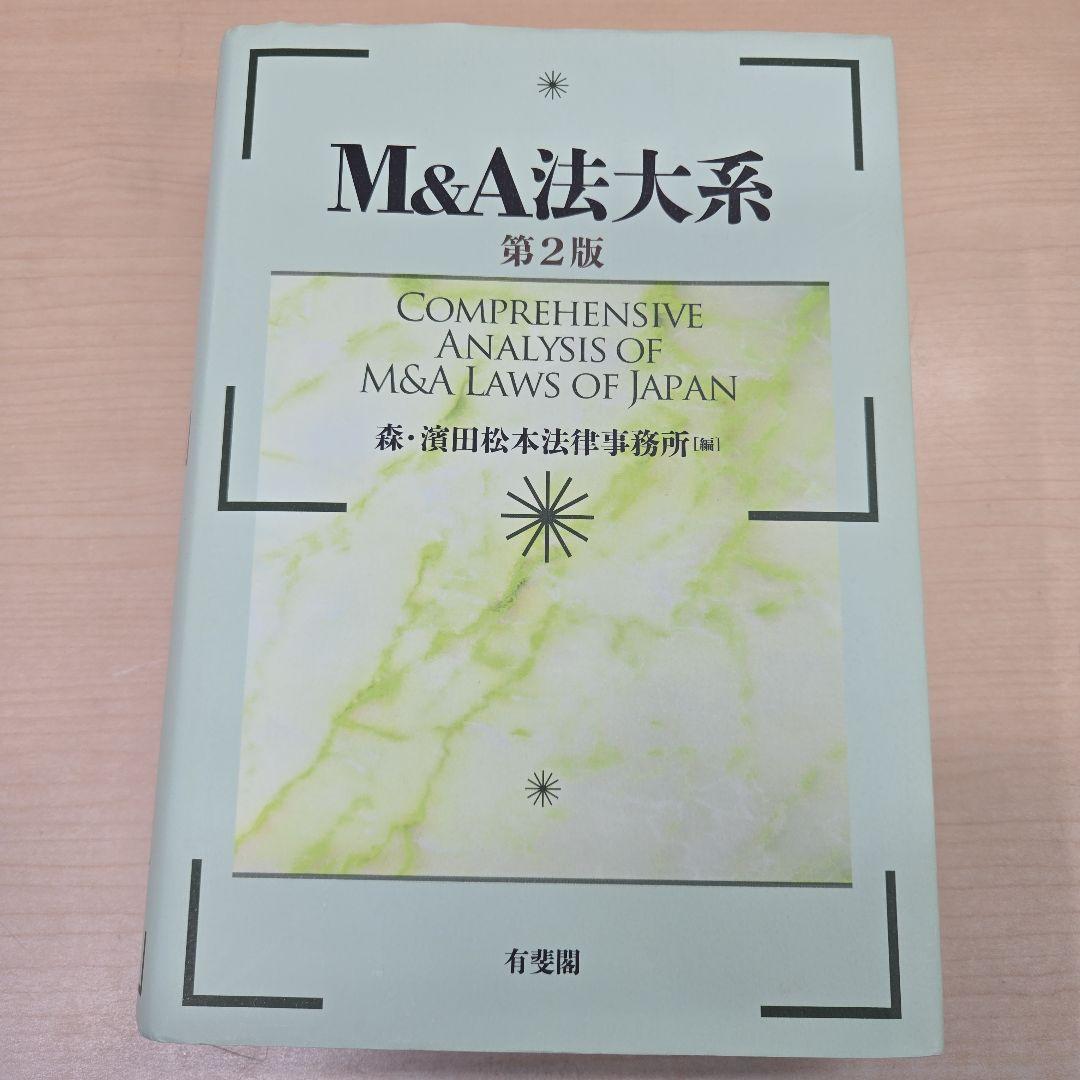 M&A法大系
第2版
COMPREHENSIVE
ANALYSIS OF
M&A LAWS OF JAPAN
森・濱田松本法律事務所[編]
有斐閣